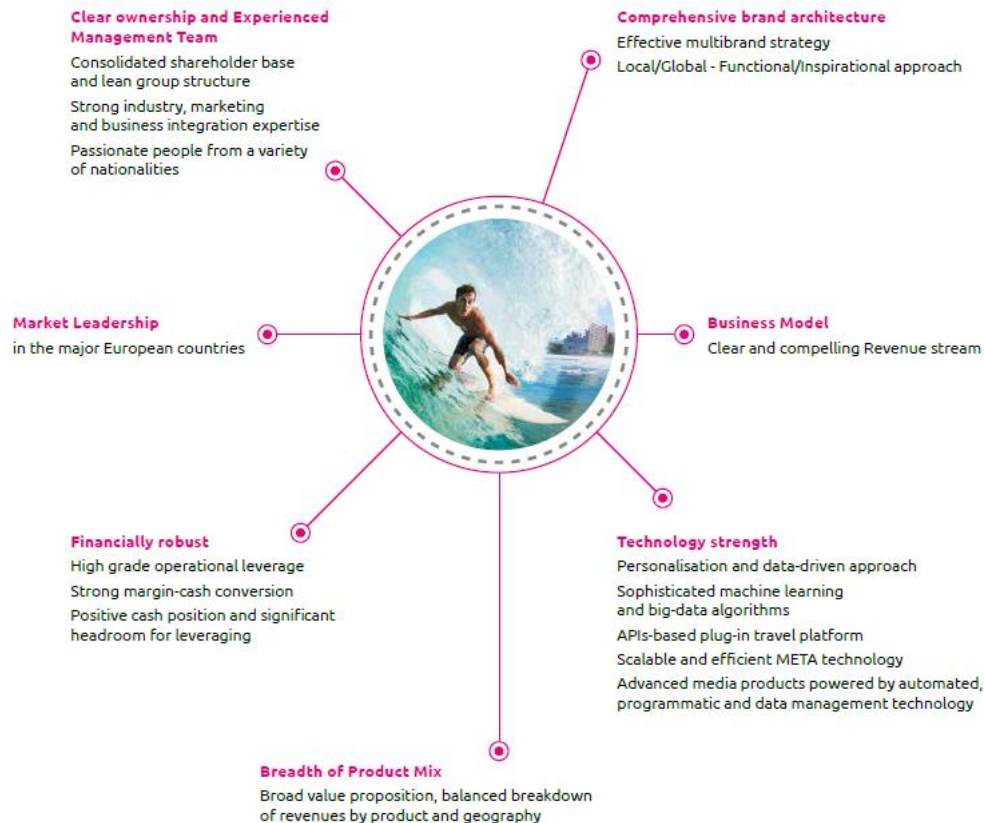 Clear ownership and Experienced
Management Team
Consolidated shareholder base
and lean group structure
Strong industry, marketing
and business integration expertise
Passionate people from a variety
of nationalities
Comprehensive brand architecture
Effective multibrand strategy
Local/Global - Functional/Inspirational approach
Market Leadership
in the major European countries
Business Model
Clear and compelling Revenue stream
Financially robust
High grade operational leverage
Strong margin-cash conversion
Positive cash position and significant
headroom for leveraging
Technology strength
Personalisation and data-driven approach
Sophisticated machine learning
and big-data algorithms
APIs-based plug-in travel platform
Scalable and efficient META technology
Advanced media products powered by automated,
programmatic and data management technology
Breadth of Product Mix
Broad value proposition, balanced breakdown
of revenues by product and geography